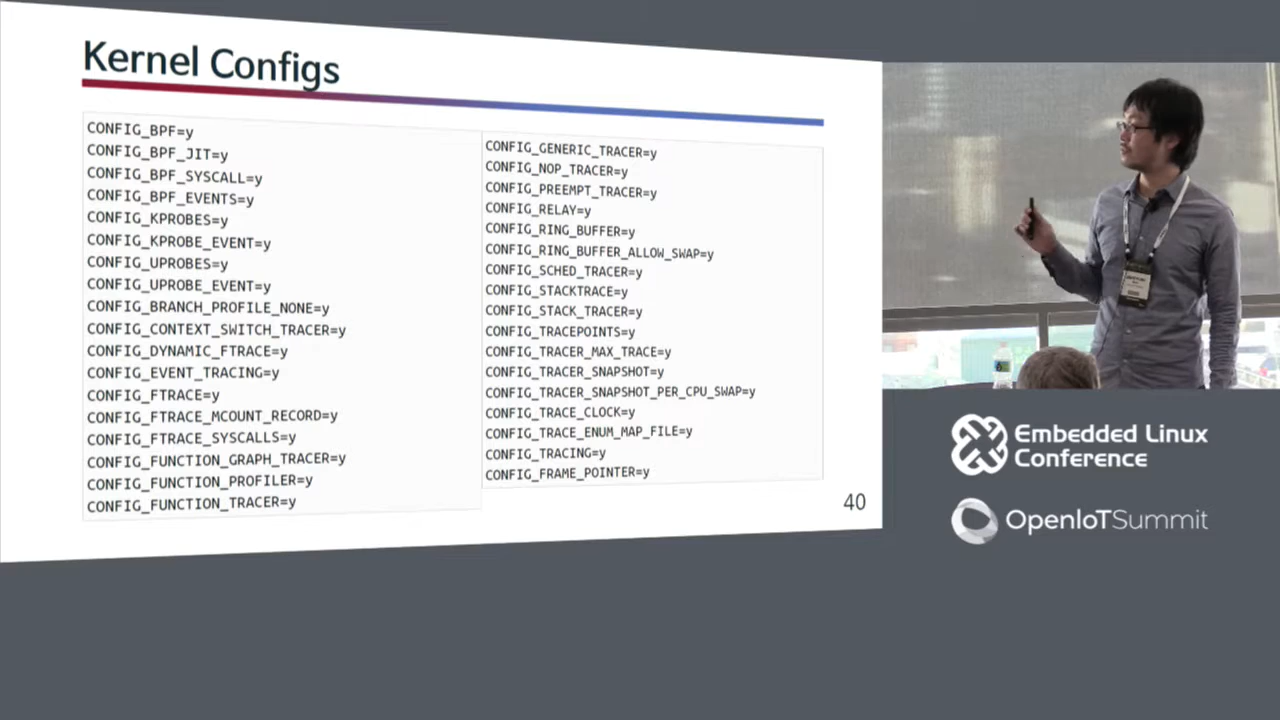 Kernel Configs
CONFIG_BPF=y
CONFIG_BPF_JIT=y
CONFIG_BPF_SYSCALL=y
CONFIG_BPF_EVENTS=y
CONFIG_KPROBES=y
CONFIG_KPROBE_EVENT=y
CONFIG_UPROBES=y
CONFIG_UPROBE_EVENT=y
CONFIG_BRANCH_PROFILE_NONE=y
CONFIG_CONTEXT_SWITCH_TRACER=y
CONFIG_DYNAMIC_FTRACE=y
CONFIG_EVENT_TRACING=y
CONFIG_FTRACE=y
CONFIG_FTRACE_MCOUNT_RECORD=y
CONFIG_FTRACE_SYSCALLS=y
CONFIG_FUNCTION_GRAPH_TRACER=y
CONFIG_FUNCTION_PROFILER=y
CONFIG_FUNCTION_TRACER=y
CONFIG_GENERIC_TRACER=y
CONFIG_NOP_TRACER=y
CONFIG_PREEMPT_TRACER=y
CONFIG_RELAY=y
CONFIG_RING_BUFFER=y
CONFIG_RING_BUFFER_ALLOW_SWAP=y
CONFIG_SCHED_TRACER=y
CONFIG_STACKTRACE=y
CONFIG_STACK_TRACER=y
CONFIG_TRACEPOINTS=y
CONFIG_TRACER_MAX_TRACE=y
CONFIG_TRACER_SNAPSHOT=y
CONFIG_TRACER_SNAPSHOT_PER_CPU_SWAP=y
CONFIG_TRACE_CLOCK=y
CONFIG_TRACE_ENUM_MAP_FILE=y
CONFIG_TRACING=y
CONFIG_FRAME_POINTER=y
40
Embedded Linux
Conference
OpenIoTSummit